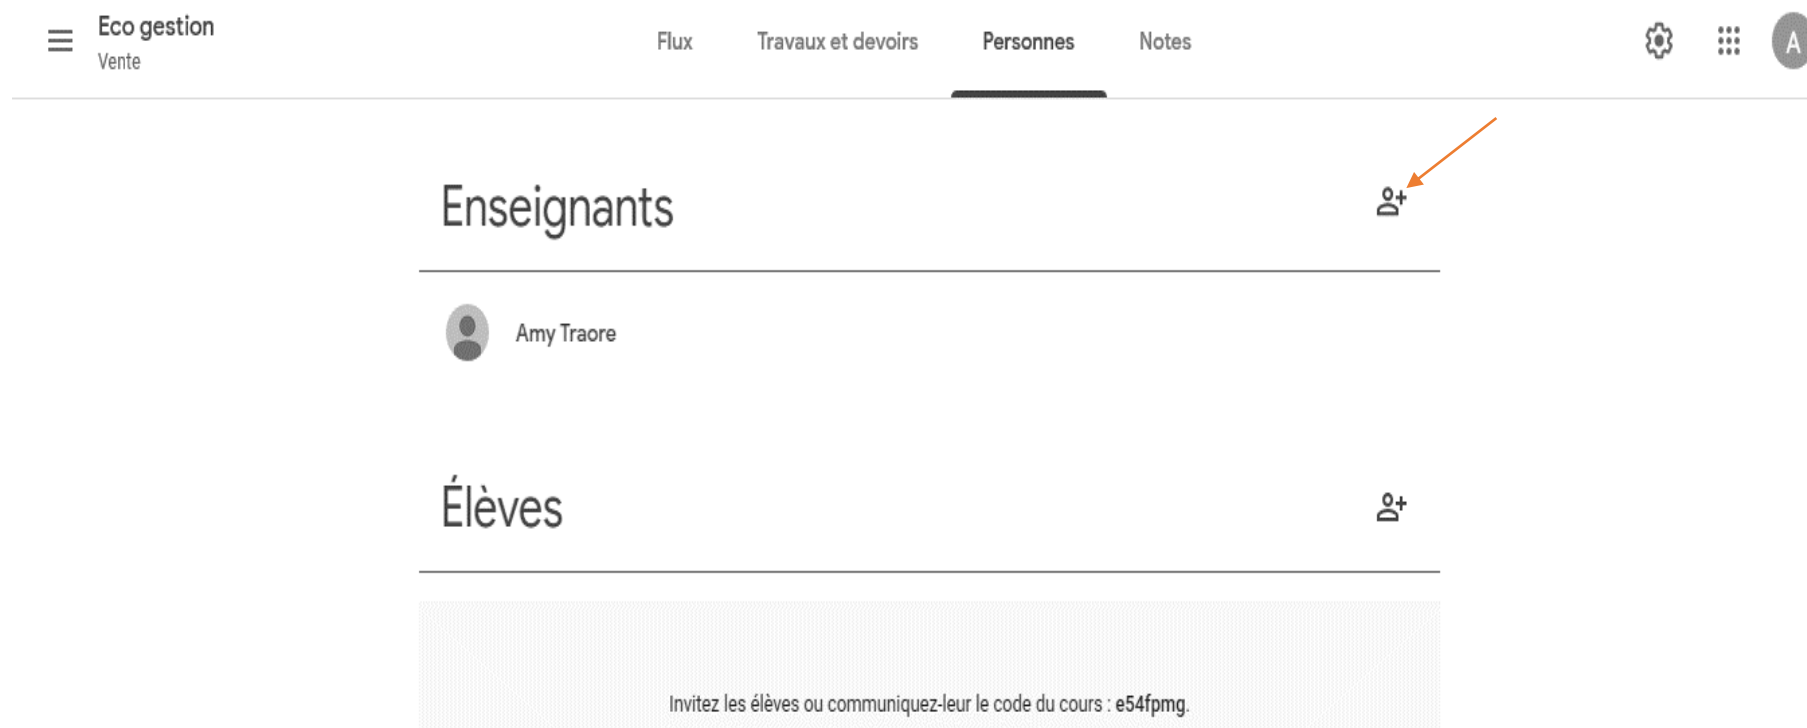 Eco gestion
Vente
Flux
Travaux et devoirs
Personnes
Notes
A
Enseignants
Amy Traore
Élèves
Invitez les élèves ou communiquez-leur le code du cours : e54fpmg.